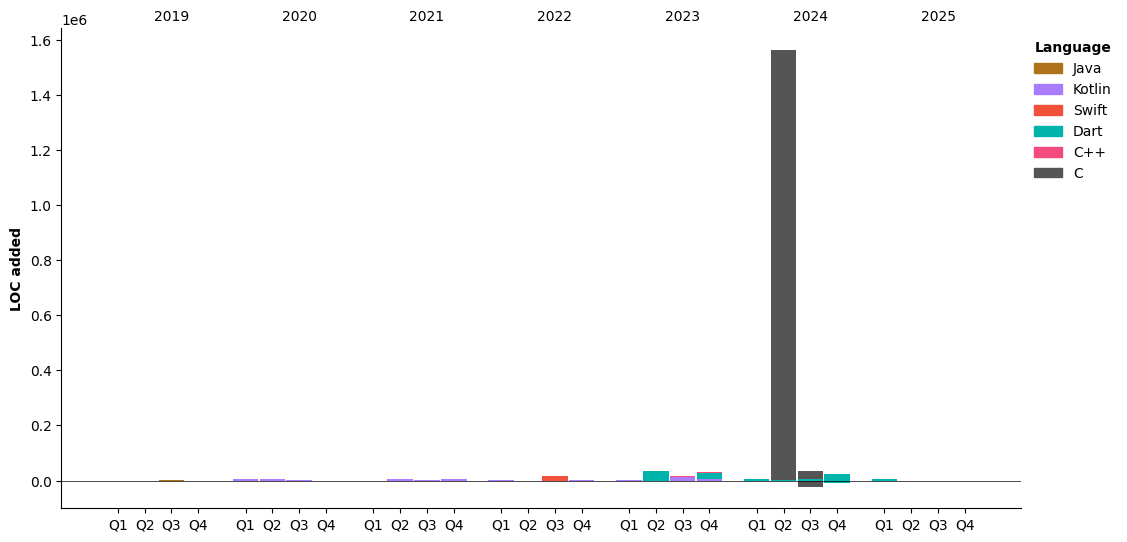 1e6
2019 2020 2021 2022 2023 2024 2025
1.6
1.4
1.2
1.0
0.8
0.6
0.4
0.2
0.0
LOC added
Language
Java
Kotlin
Swift
Dart
C++
C
Q1 Q2 Q3 Q4 Q1 Q2 Q3 Q4 Q1 Q2 Q3 Q4 Q1 Q2 Q3 Q4 Q1 Q2 Q3 Q4 Q1 Q2 Q3 Q4 Q1 Q2 Q3 Q4